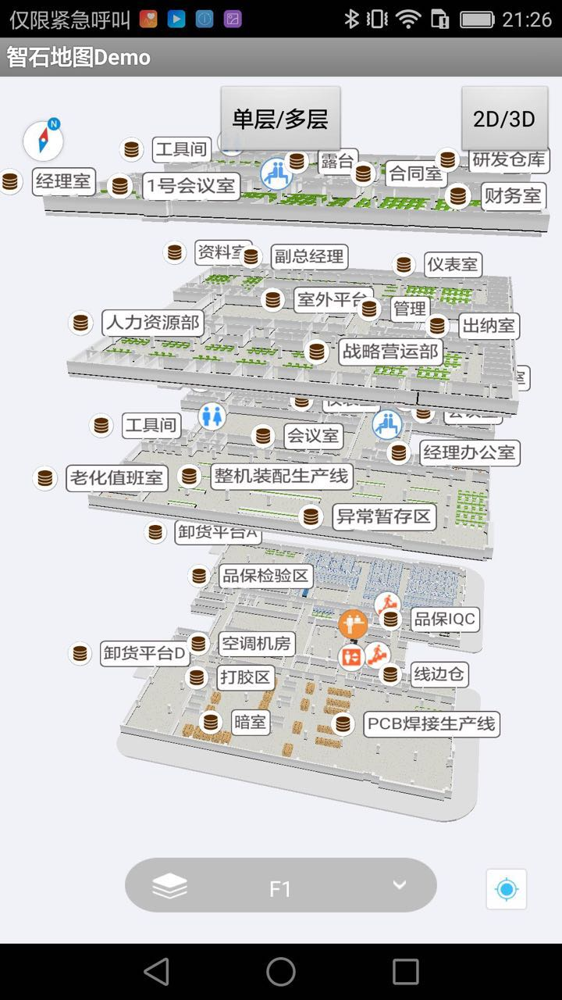 仅限紧急呼叫
21:26
智石地图Demo
单层/多层
2D/3D
N
工具间
露台
研发仓库
经理室
1号会议室
合同室
财务室
资料室
副总经理
仪表室
室外平台
管理
人力资源部
出纳室
战略营运部
室
工具间
会议室
经理办公室
老化值班室
整机装配生产线
异常暂存区
卸货平台A
品保检验区
品保IQC
空调机房
卸货平台D
打胶区
线边仓
暗室
PCB焊接生产线
F1